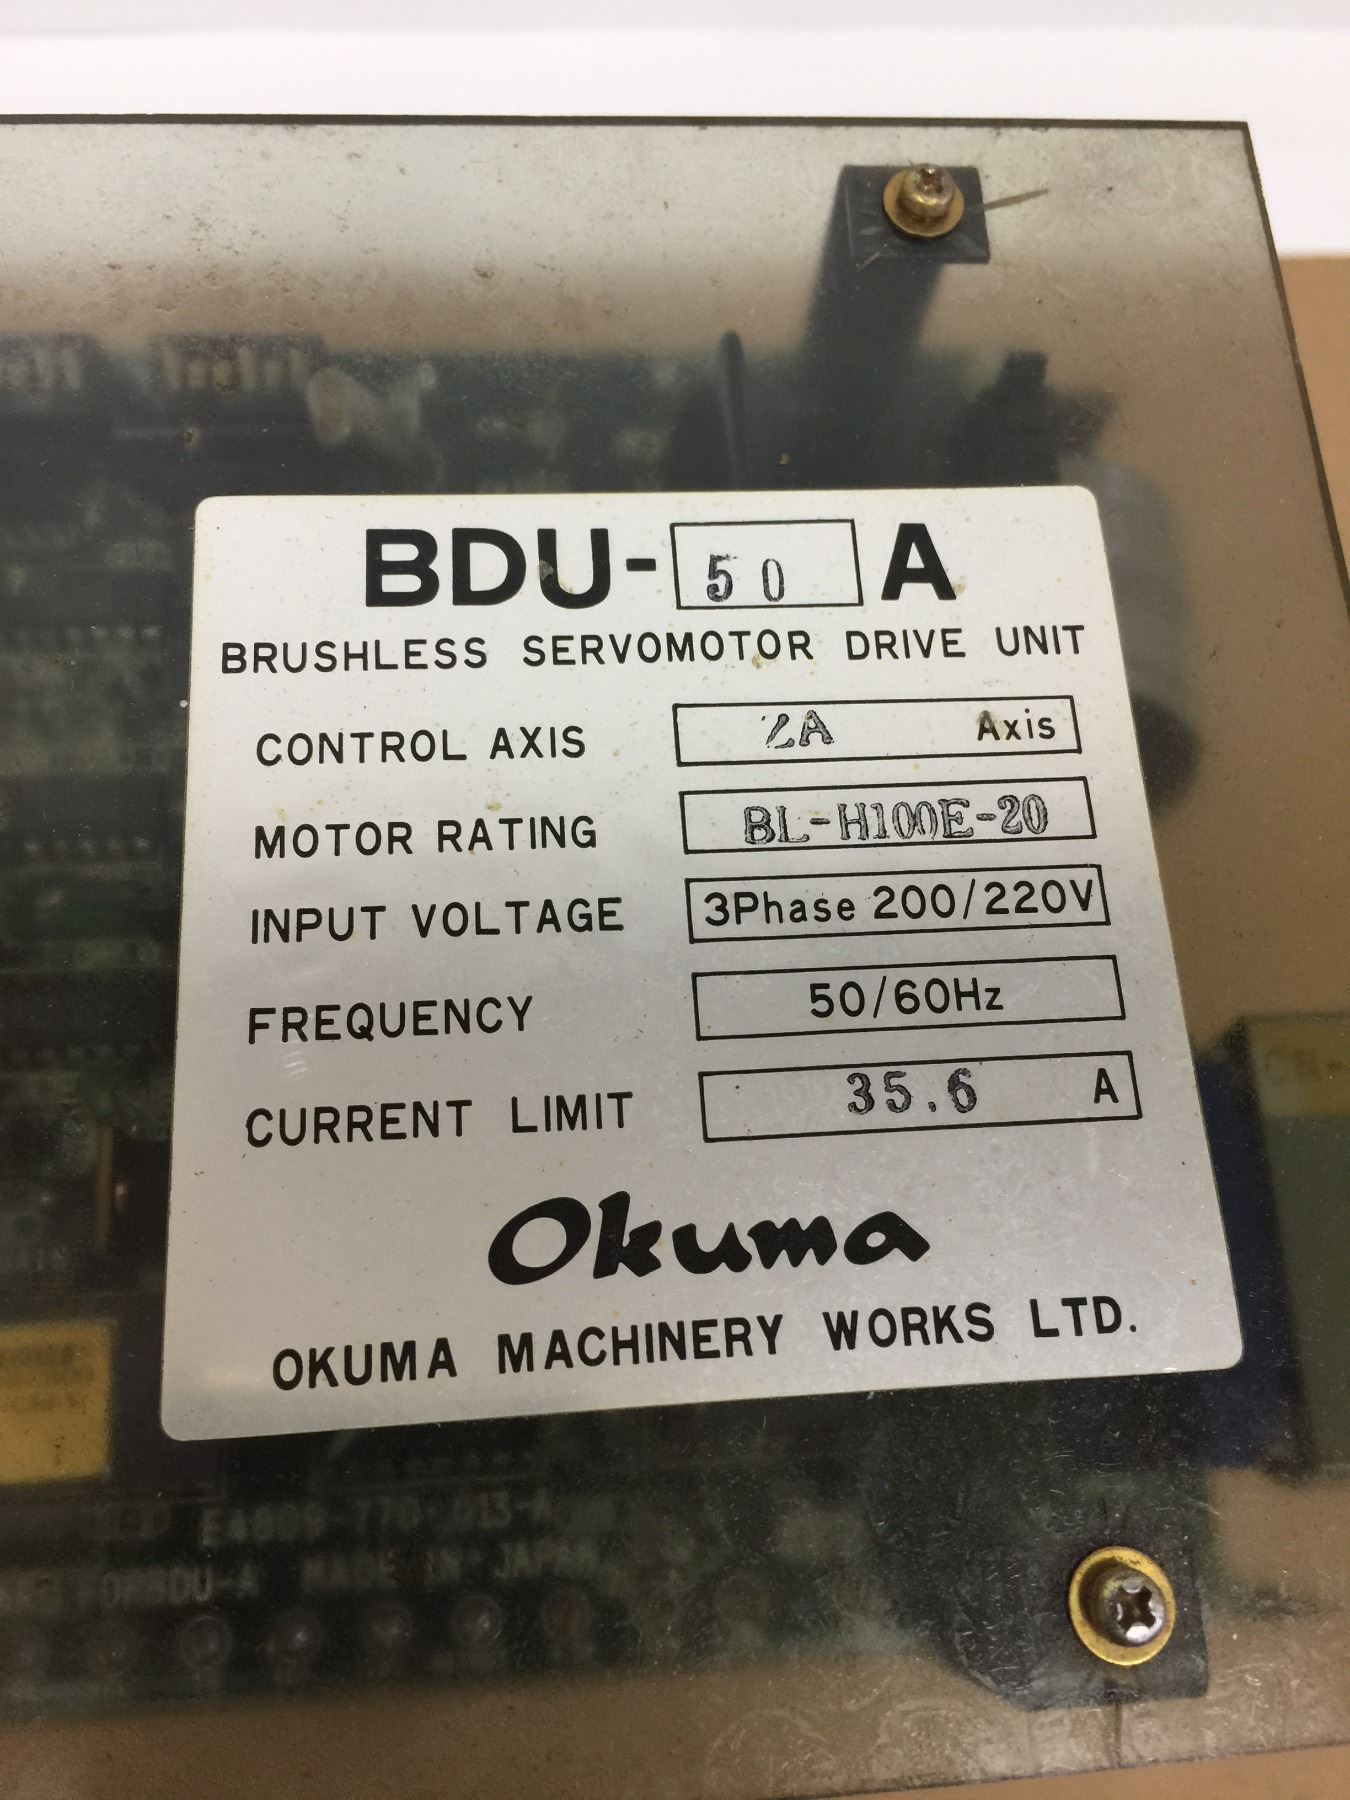 BDU-50 A
BRUSHLESS SERVOMOTOR DRIVE UNIT
CONTROL AXIS ZA Axis
MOTOR RATING BL-H100E-20
INPUT VOLTAGE 3Phase 200/220V
FREQUENCY 50/60Hz
CURRENT LIMIT 35.6 A
Okuma
OKUMA MACHINERY WORKS LTD.
MADE IN JAPAN